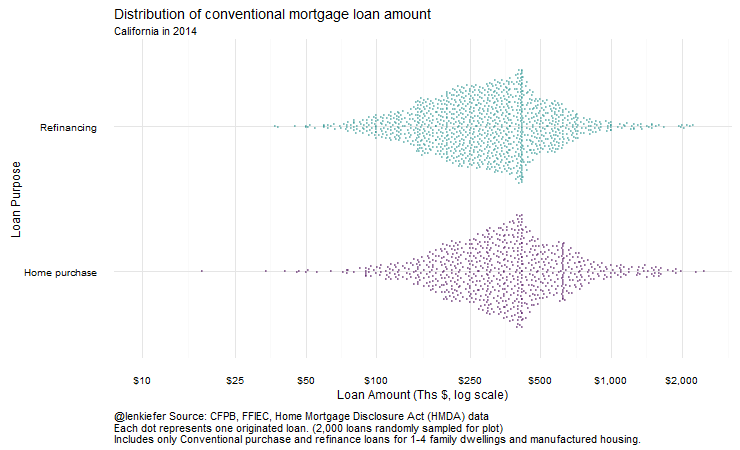 Distribution of conventional mortgage loan amount
California in 2014
Loan Purpose
Refinancing
Home purchase
$10 $25 $50 $100 $250 $500 $1,000 $2,000
Loan Amount (Ths $, log scale)
@lenkiefer Source: CFPB, FFIEC, Home Mortgage Disclosure Act (HMDA) data
Each dot represents one originated loan. (2,000 loans randomly sampled for plot)
Includes only Conventional purchase and refinance loans for 1-4 family dwellings and manufactured housing.